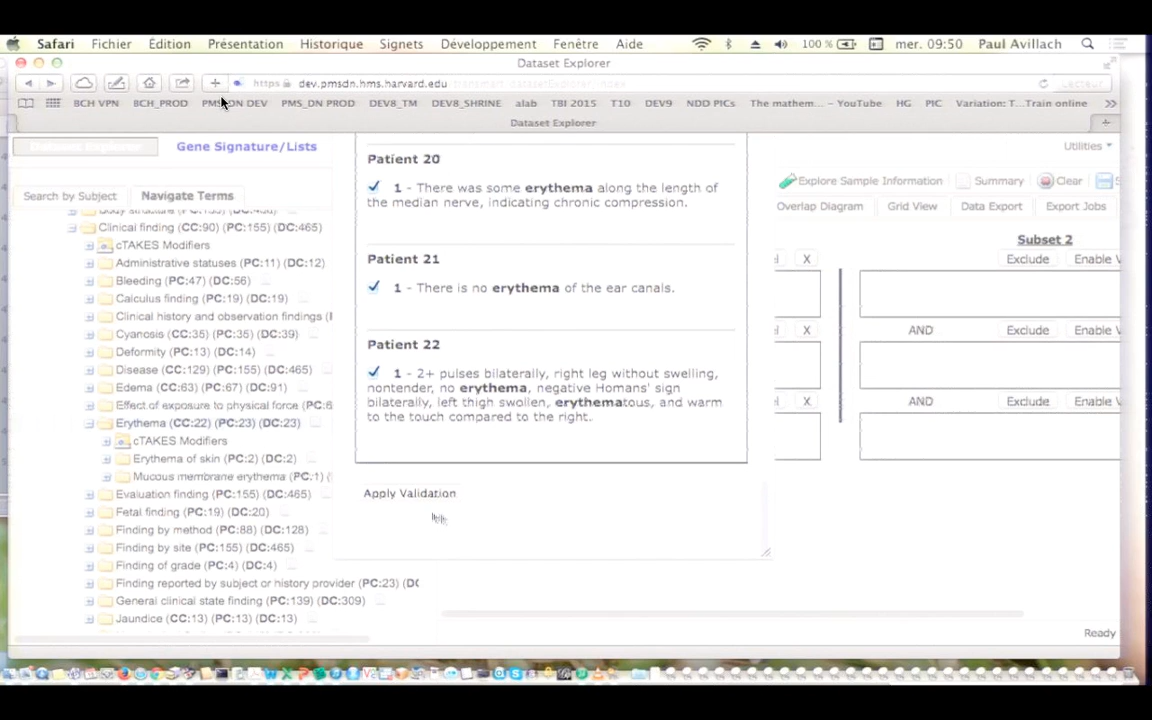 Safari Fichier Édition Présentation Historique Signets Développement Fenêtre Aide 100 % mer. 09:50 Paul Avillach
Dataset Explorer
https dev.pmsdn.hms.harvard.edu
BCH VPN BCH_PROD PMS_DN DEV PMS_DN PROD DEV8_TM DEV8_SHRINE alab TBI 2015 T10 DEV9 NDD PICs The mathem... – YouTube HG PIC Variation: T...Train online
Dataset Explorer
Dataset Explorer Gene Signature/Lists Utilities
Search by Subject Navigate Terms
Clinical finding (CC:90) (PC:155) (DC:465)
cTAKES Modifiers
Administrative statuses (PC:11) (DC:12)
Bleeding (PC:47) (DC:56)
Calculus finding (PC:19) (DC:19)
Clinical history and observation findings (
Cyanosis (CC:35) (PC:35) (DC:39)
Deformity (PC:13) (DC:14)
Disease (CC:129) (PC:155) (DC:465)
Edema (CC:63) (PC:67) (DC:91)
Effect of exposure to physical force (PC:6
Erythema (CC:22) (PC:23) (DC:23)
cTAKES Modifiers
Erythema of skin (PC:2) (DC:2)
Mucous membrane erythema (PC:1) (
Evaluation finding (PC:155) (DC:465)
Fetal finding (PC:19) (DC:20)
Finding by method (PC:88) (DC:128)
Finding by site (PC:155) (DC:465)
Finding of grade (PC:4) (DC:4)
Finding reported by subject or history provider (PC:23) (DC
General clinical state finding (PC:139) (DC:309)
Jaundice (CC:13) (PC:13) (DC:13)
Patient 20
1 - There was some erythema along the length of
the median nerve, indicating chronic compression.
Patient 21
1 - There is no erythema of the ear canals.
Patient 22
1 - 2+ pulses bilaterally, right leg without swelling,
nontender, no erythema, negative Homans' sign
bilaterally, left thigh swollen, erythematous, and warm
to the touch compared to the right.
Apply Validation
Explore Sample Information Summary Clear
Overlap Diagram Grid View Data Export Export Jobs
Subset 2
X Exclude Enable V
X AND Exclude Enable V
X AND Exclude Enable V
Ready